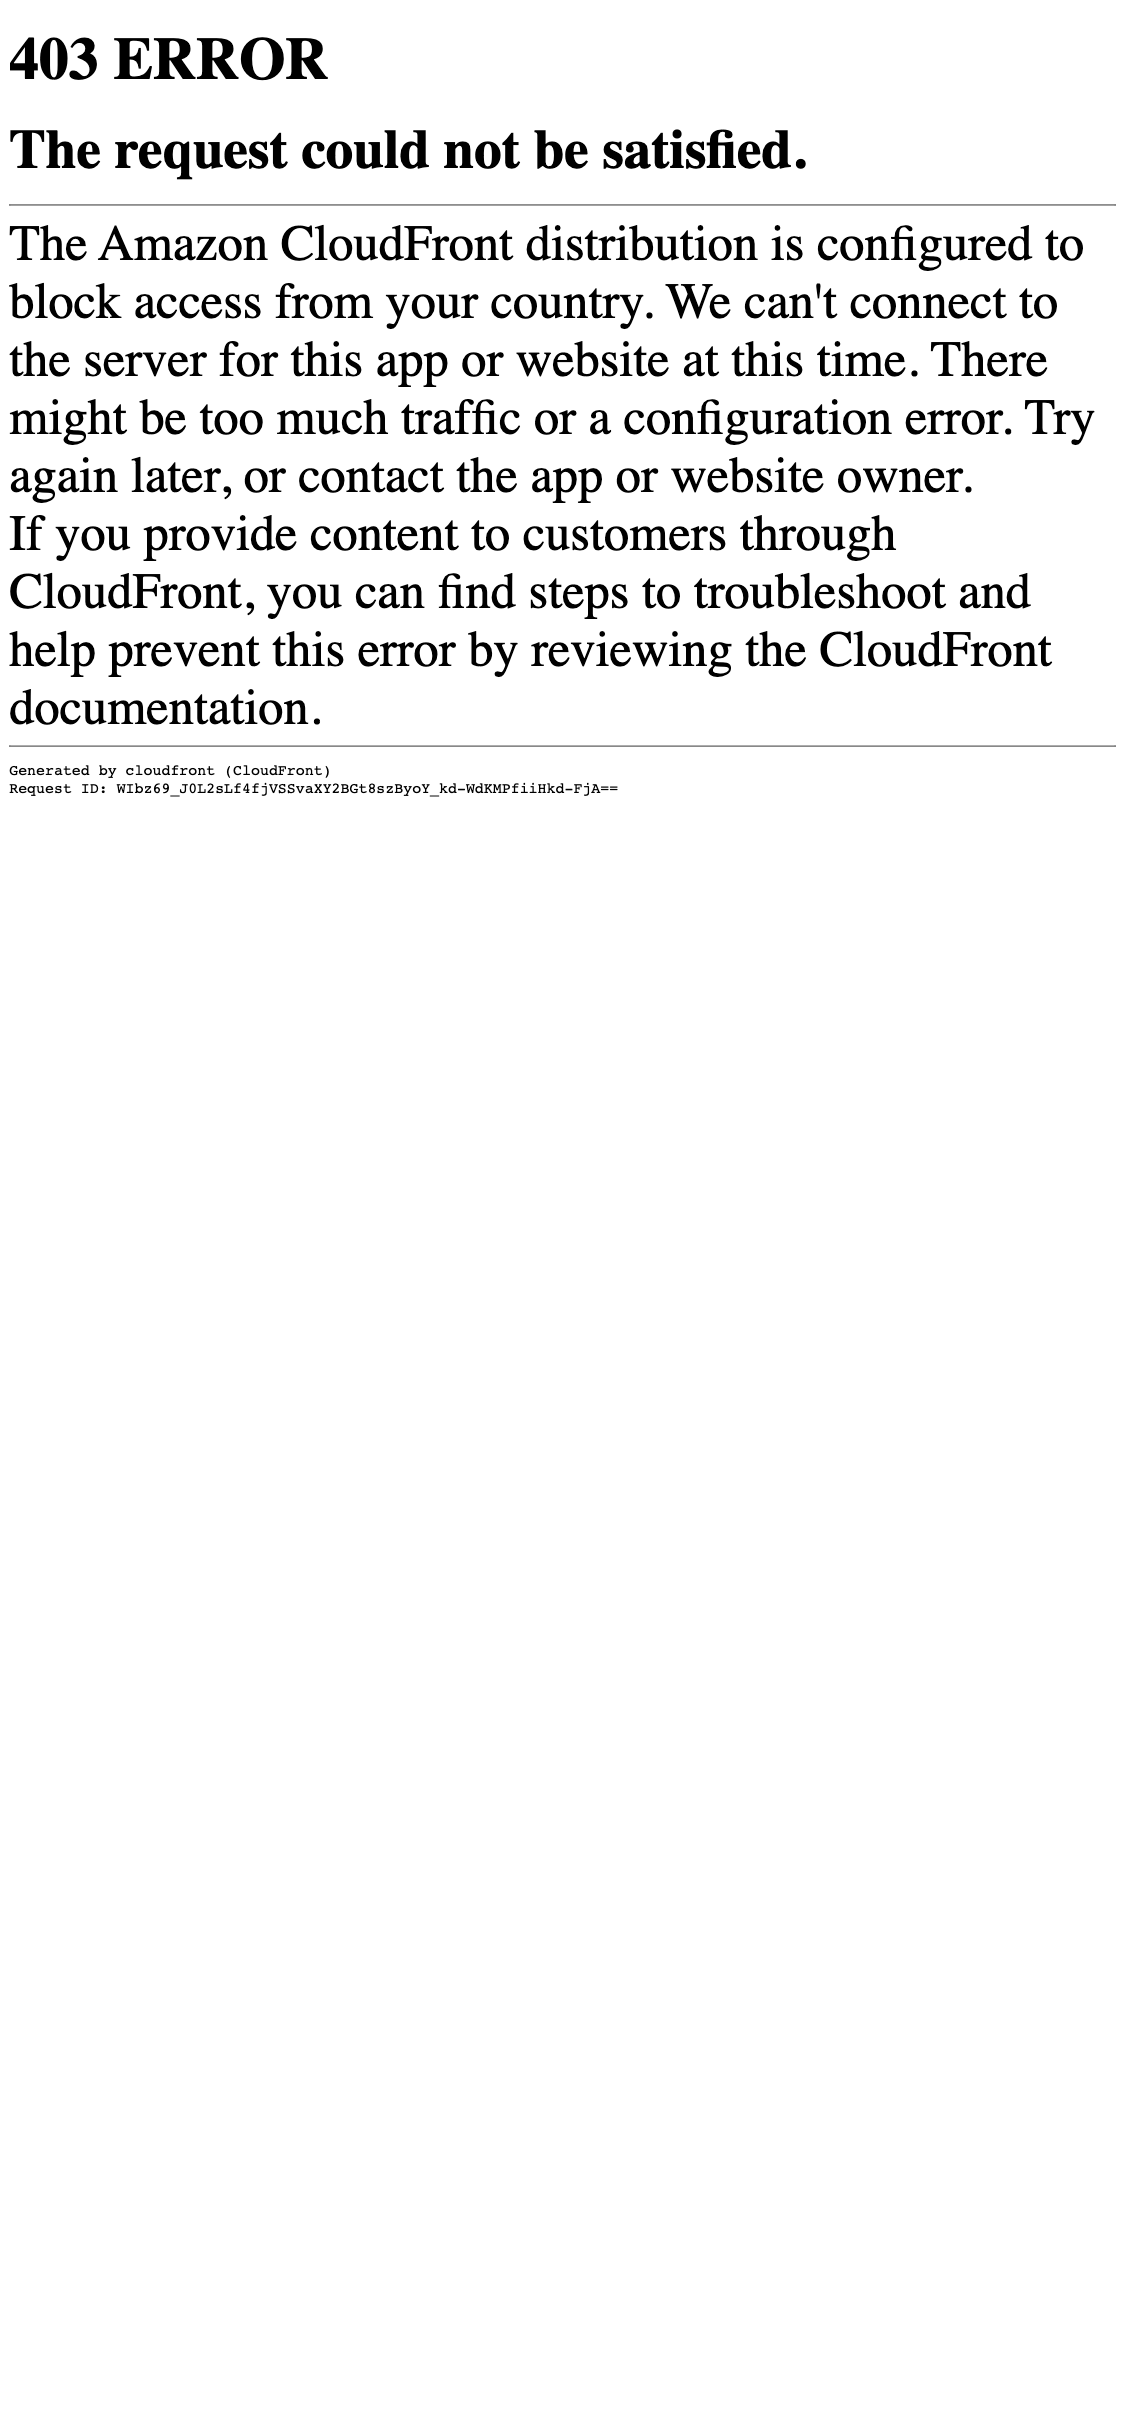 403 ERROR
The request could not be satisfied.
The Amazon CloudFront distribution is configured to
block access from your country. We can't connect to
the server for this app or website at this time. There
might be too much traffic or a configuration error. Try
again later, or contact the app or website owner.
If you provide content to customers through
CloudFront, you can find steps to troubleshoot and
help prevent this error by reviewing the CloudFront
documentation.
Generated by cloudfront (CloudFront)
Request ID: WIbz69_J0L2sLf4fjVSSvaXY2BGt8szByoY_kd-WdKMPfiiHkd-FjA==